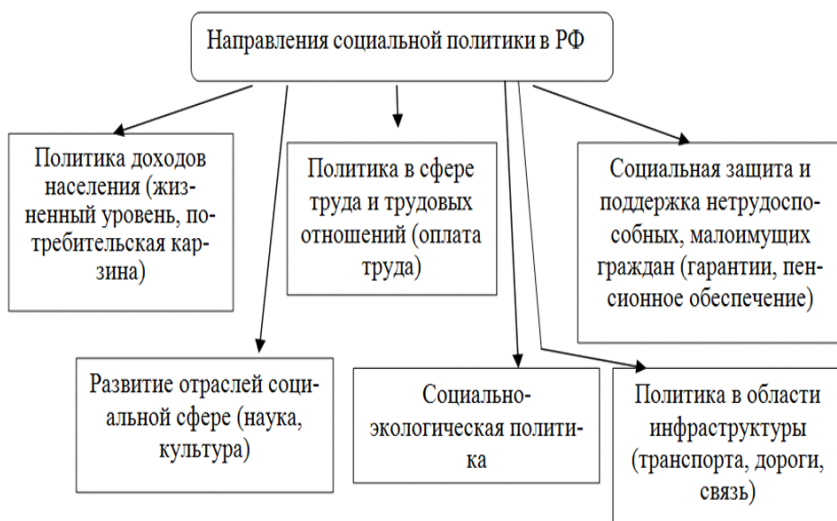 Направления социальной политики в РФ
Политика доходов
населения (жиз-
ненный уровень, по-
требительская кар-
зина)
Политика в сфере
труда и трудовых
отношений (оплата
труда)
Социальная защита и
поддержка нетрудоспо-
собных, малоимущих
граждан (гарантии, пен-
сионное обеспечение)
Развитие отраслей соци-
альной сфере (наука,
культура)
Социально-
экологическая полити-
ка
Политика в области
инфраструктуры
(транспорта, дороги,
связь)